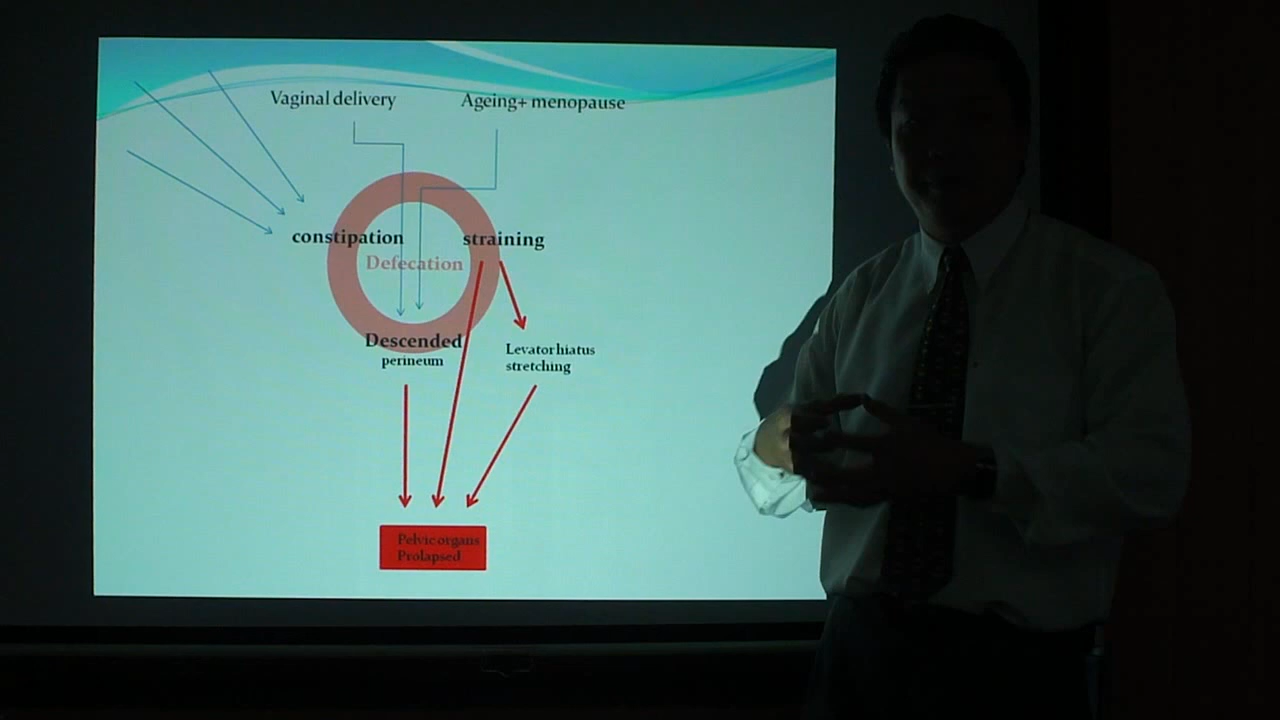 Vaginal delivery
Ageing+ menopause
constipation
straining
Defecation
Descended
perineum
Levator hiatus
stretching
Pelvic organs
Prolapsed